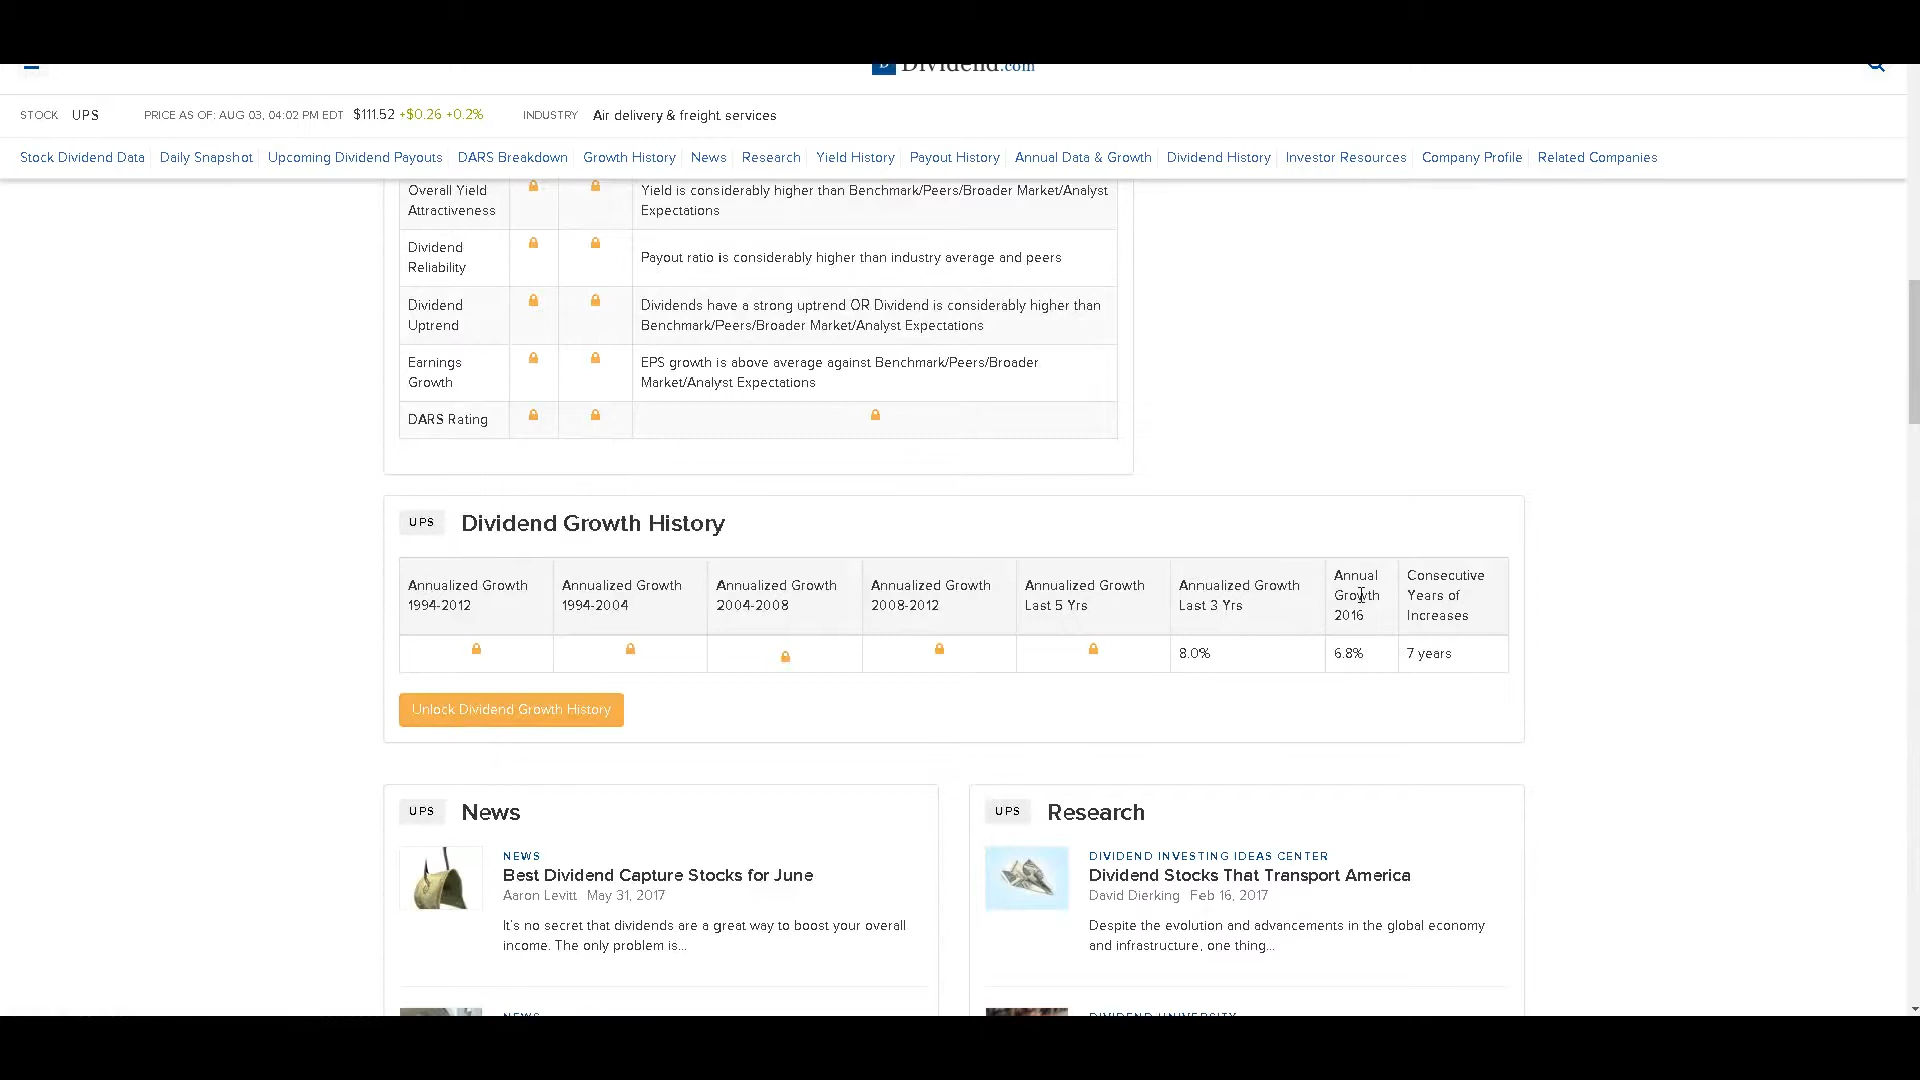 Dividend.com
STOCK UPS PRICE AS OF: AUG 03, 04:02 PM EDT $111.52 +$0.26 +0.2% INDUSTRY Air delivery & freight services
Stock Dividend Data Daily Snapshot Upcoming Dividend Payouts DARS Breakdown Growth History News Research Yield History Payout History Annual Data & Growth Dividend History Investor Resources Company Profile Related Companies
Overall Yield
Attractiveness
Yield is considerably higher than Benchmark/Peers/Broader Market/Analyst
Expectations
Dividend
Reliability
Payout ratio is considerably higher than industry average and peers
Dividend
Uptrend
Dividends have a strong uptrend OR Dividend is considerably higher than
Benchmark/Peers/Broader Market/Analyst Expectations
Earnings
Growth
EPS growth is above average against Benchmark/Peers/Broader
Market/Analyst Expectations
DARS Rating
UPS Dividend Growth History
Annualized Growth
1994-2012
Annualized Growth
1994-2004
Annualized Growth
2004-2008
Annualized Growth
2008-2012
Annualized Growth
Last 5 Yrs
Annualized Growth
Last 3 Yrs
Annual
Growth
2016
Consecutive
Years of
Increases
8.0% 6.8% 7 years
Unlock Dividend Growth History
UPS News
NEWS
Best Dividend Capture Stocks for June
Aaron Levitt May 31, 2017
It's no secret that dividends are a great way to boost your overall
income. The only problem is...
NEWS
UPS Research
DIVIDEND INVESTING IDEAS CENTER
Dividend Stocks That Transport America
David Dierking Feb 16, 2017
Despite the evolution and advancements in the global economy
and infrastructure, one thing...
DIVIDEND UNIVERSITY